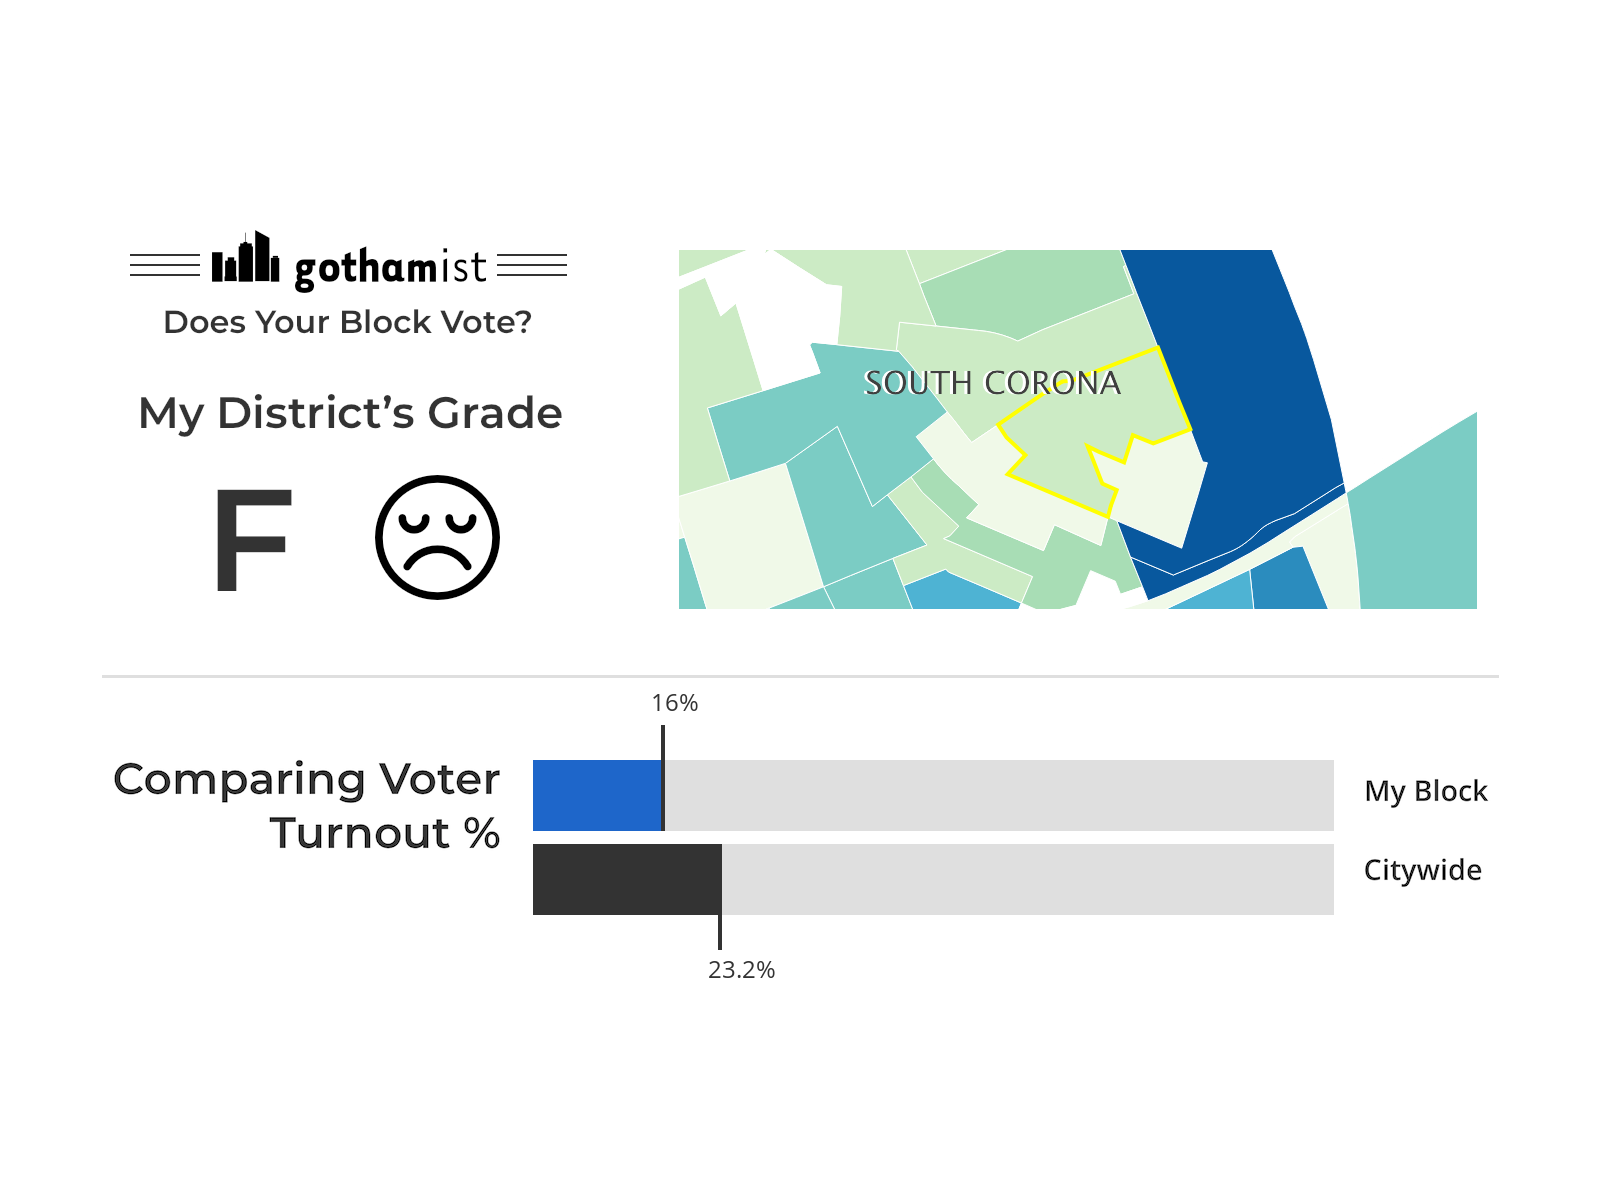 gothamist
Does Your Block Vote?
My District’s Grade
F
SOUTH CORONA
16%
Comparing Voter
Turnout %
My Block
Citywide
23.2%